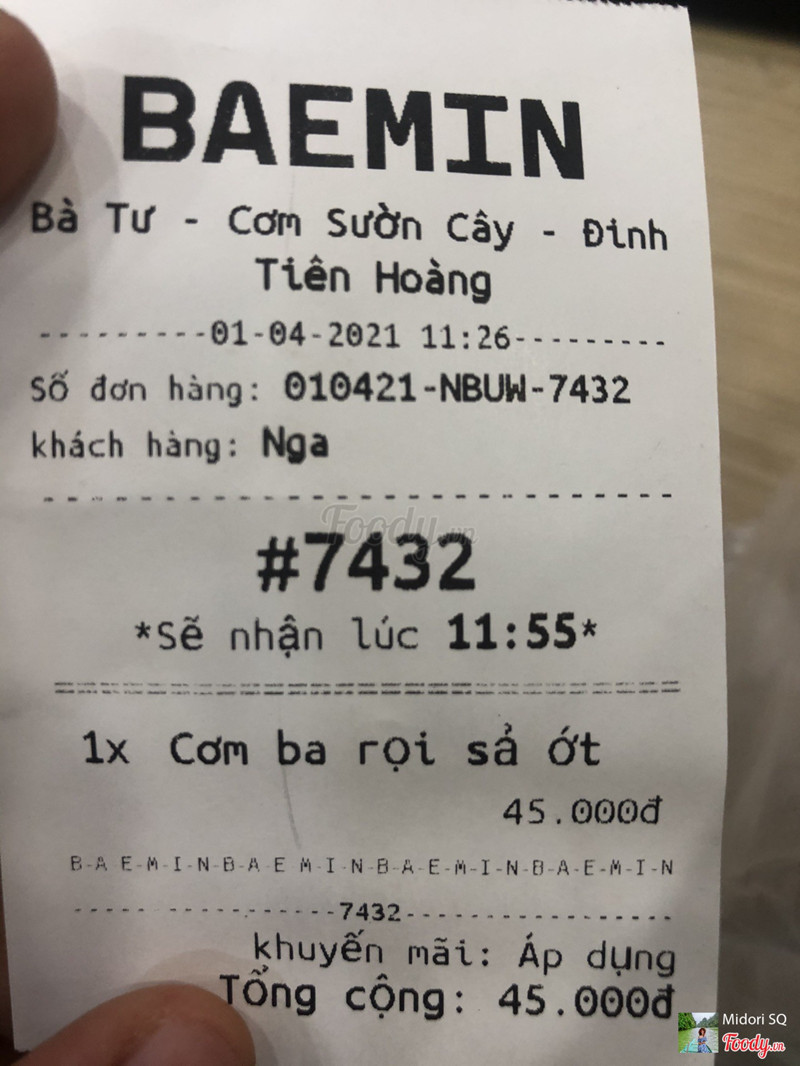 BAEMIN
Bà Tư - Cơm Sườn Cây - Đinh
Tiên Hoàng
---------01-04-2021 11:26---------
Số đơn hàng: 010421-NBUW-7432
khách hàng: Nga
Foody.vn
#7432
*Sẽ nhận lúc 11:55*
1x Cơm ba rọi sả ớt
45.000đ
B-A-E-M-I-N-B-A-E-M-I-N-B-A-E-M-I-N-B-A-E-M-I-N
-----------------7432-----------------
khuyến mãi: Áp dụng
Tổng cộng: 45.000đ
Midori SQ
Foody.vn